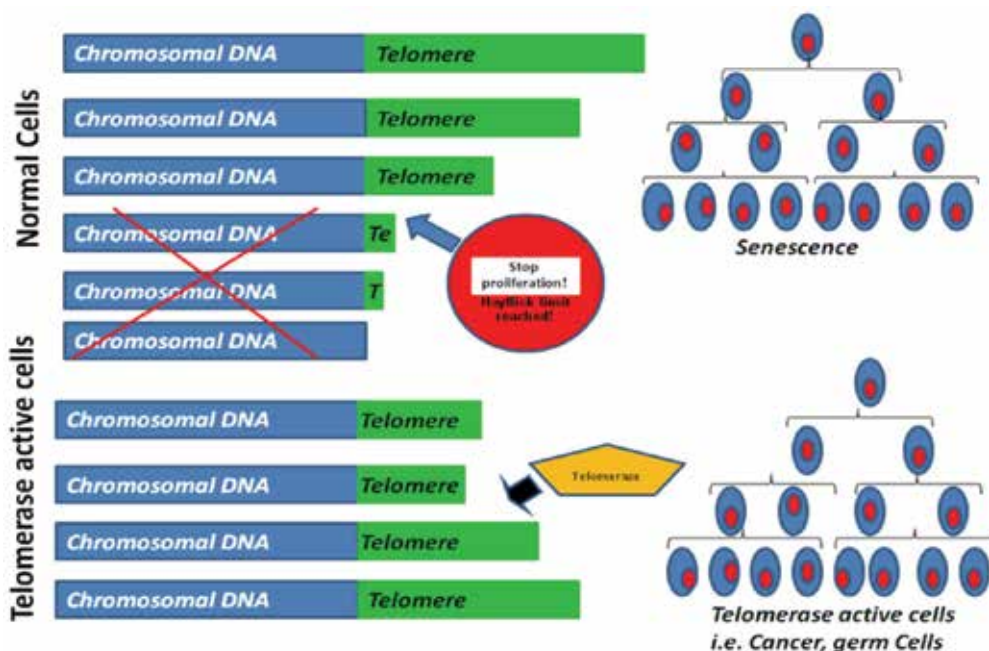 Normal Cells
Chromosomal DNA Telomere
Chromosomal DNA Telomere
Chromosomal DNA Telomere
Chromosomal DNA Te
Chromosomal DNA T
Chromosomal DNA
Stop
proliferation!
Hayflick limit
reached!
Senescence
Telomerase active cells
Chromosomal DNA Telomere
Chromosomal DNA Telomere
Chromosomal DNA Telomere
Chromosomal DNA Telomere
Telomerase
Telomerase active cells
i.e. Cancer, germ Cells